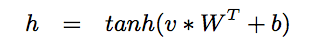 h = tanh(v ∗ W^T + b)